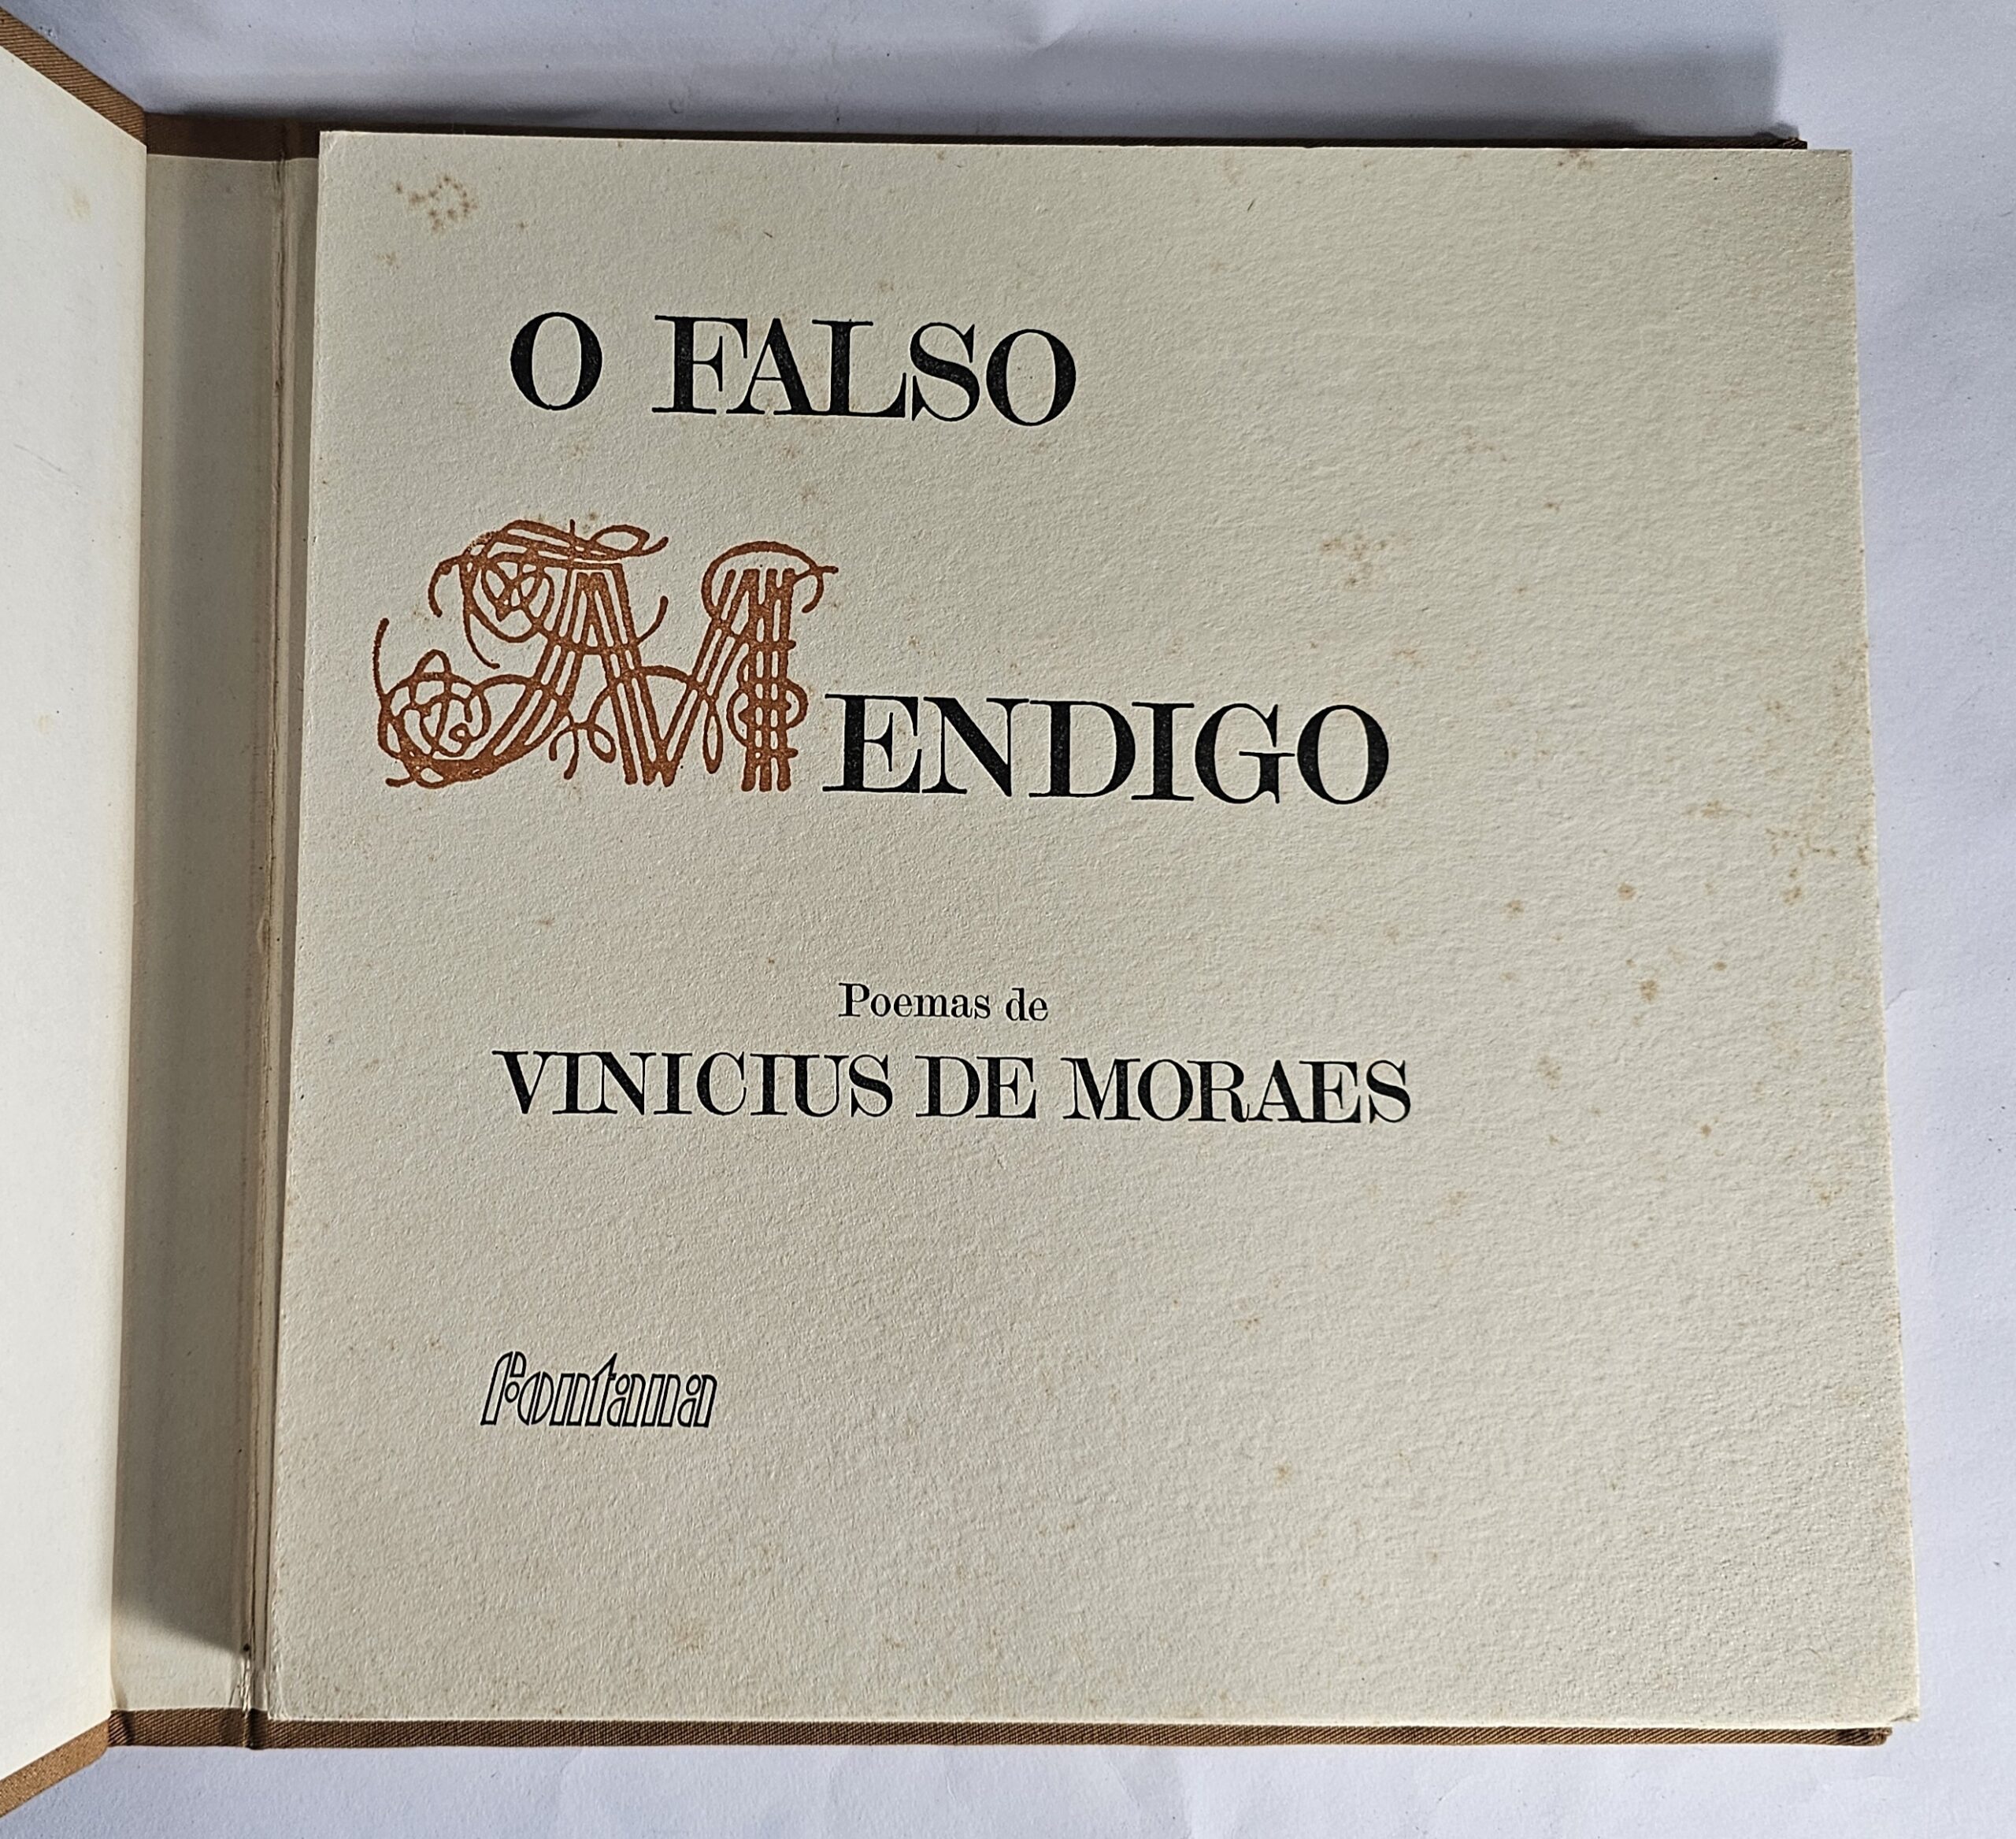 O FALSO
MENDIGO
Poemas de
VINICIUS DE MORAES
fontana